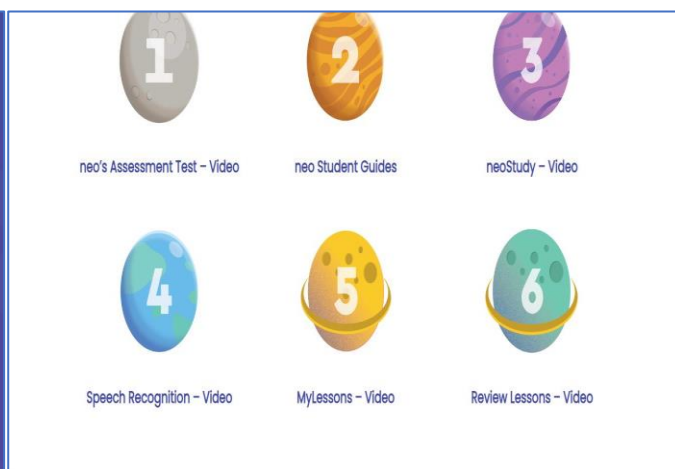 1 2 3
neo's Assessment Test – Video neo Student Guides neoStudy – Video
4 5 6
Speech Recognition – Video MyLessons – Video Review Lessons – Video